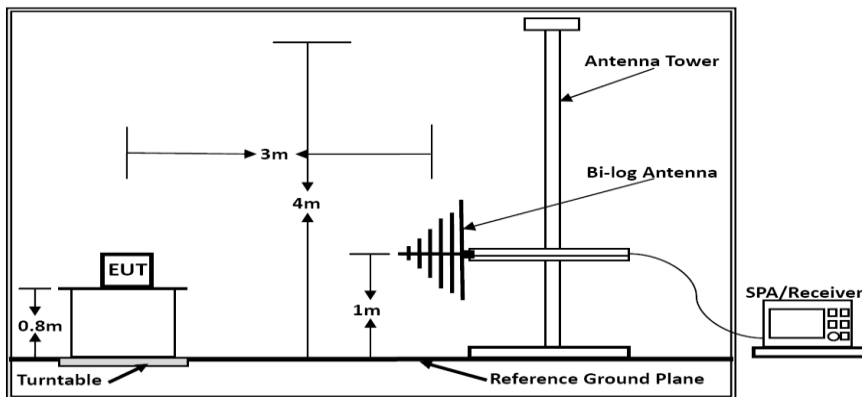 Antenna Tower
3m
Bi-log Antenna
4m
EUT
SPA/Receiver
0.8m
1m
Turntable
Reference Ground Plane